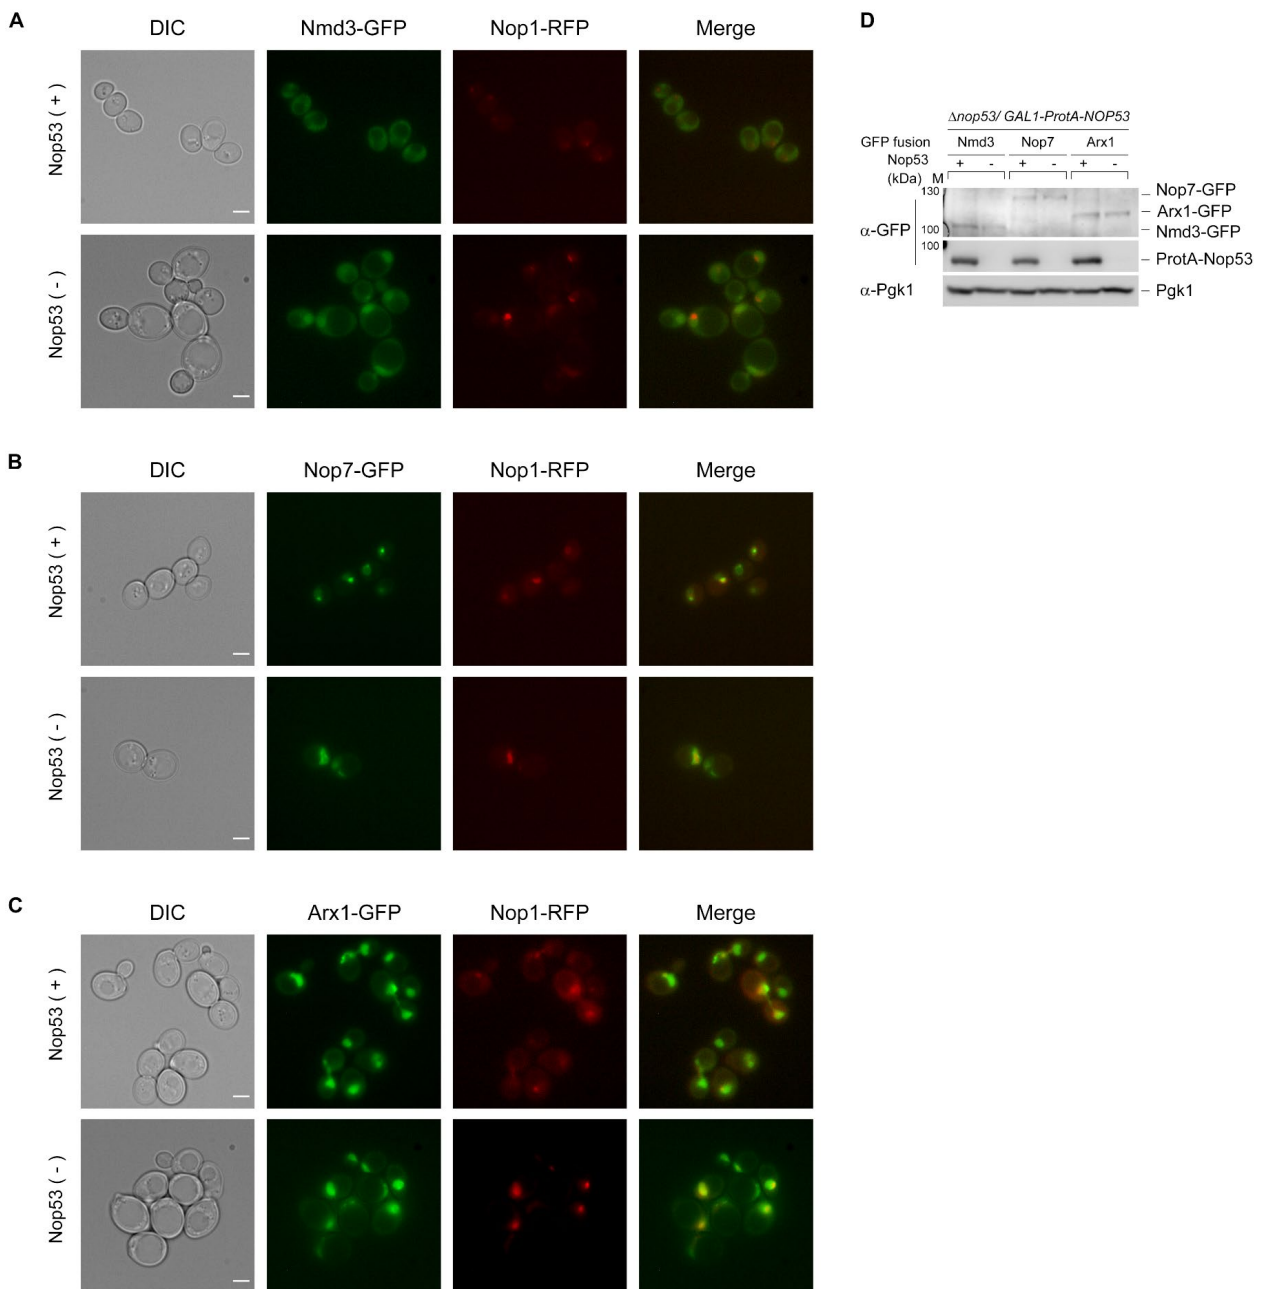 A
DIC Nmd3-GFP Nop1-RFP Merge
Nop53 ( + )
Nop53 ( - )
B
DIC Nop7-GFP Nop1-RFP Merge
Nop53 ( + )
Nop53 ( - )
C
DIC Arx1-GFP Nop1-RFP Merge
Nop53 ( + )
Nop53 ( - )
D
Δnop53/ GAL1-ProtA-NOP53
GFP fusion Nmd3 Nop7 Arx1
Nop53 + - + - + -
(kDa) M
130
Nop7-GFP
Arx1-GFP
α-GFP 100 Nmd3-GFP
100
ProtA-Nop53
α-Pgk1 Pgk1